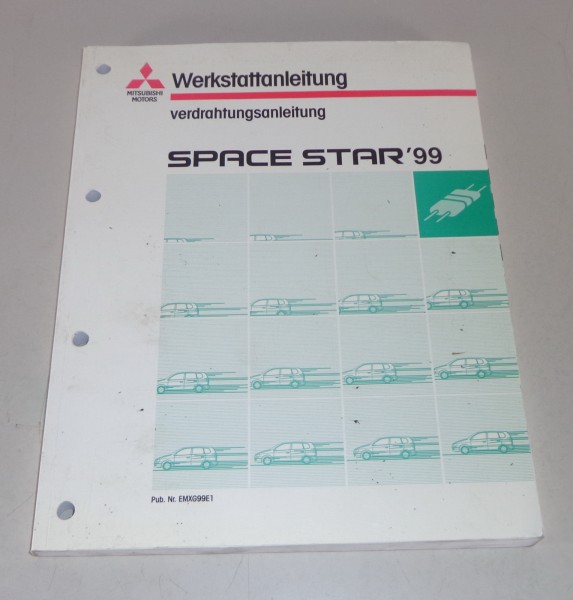 MITSUBISHI
MOTORS
Werkstattanleitung
verdrahtungsanleitung
SPACE STAR'99
Pub. Nr. EMXG99E1